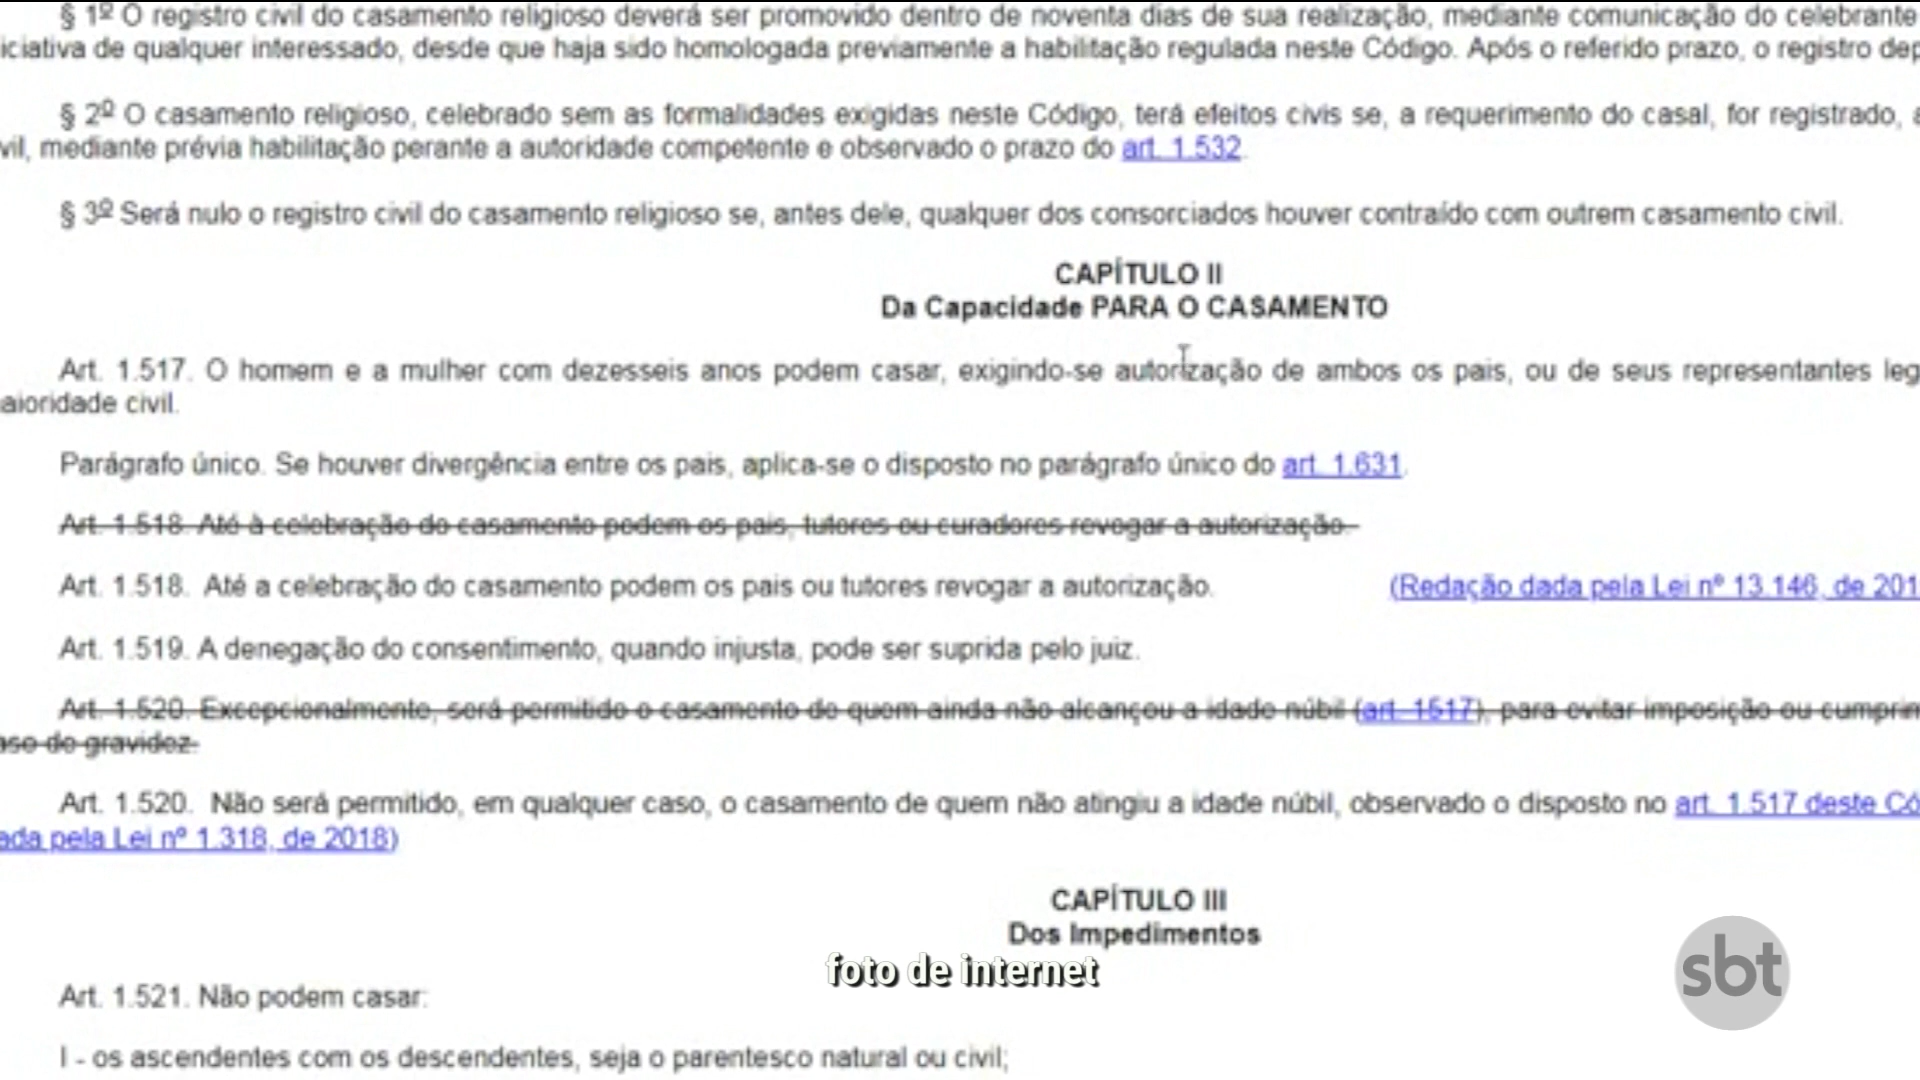 § 1º O registro civil do casamento religioso deverá ser promovido dentro de noventa dias de sua realização, mediante comunicação do celebrante
iciativa de qualquer interessado, desde que haja sido homologada previamente a habilitação regulada neste Código. Após o referido prazo, o registro dep
§ 2º O casamento religioso, celebrado sem as formalidades exigidas neste Código, terá efeitos civis se, a requerimento do casal, for registrado, a
vil, mediante prévia habilitação perante a autoridade competente e observado o prazo do art. 1.532.
§ 3º Será nulo o registro civil do casamento religioso se, antes dele, qualquer dos consorciados houver contraído com outrem casamento civil.
CAPÍTULO II
Da Capacidade PARA O CASAMENTO
Art. 1.517. O homem e a mulher com dezesseis anos podem casar, exigindo-se autorização de ambos os pais, ou de seus representantes leg
aioridade civil.
Parágrafo único. Se houver divergência entre os pais, aplica-se o disposto no parágrafo único do art. 1.631.
Art. 1.518. Até à celebração do casamento podem os pais, tutores ou curadores revogar a autorização.
Art. 1.518. Até a celebração do casamento podem os pais ou tutores revogar a autorização. (Redação dada pela Lei nº 13.146, de 201
Art. 1.519. A denegação do consentimento, quando injusta, pode ser suprida pelo juiz.
Art. 1.520. Excepcionalmente, será permitido o casamento de quem ainda não alcançou a idade núbil (art. 1517), para evitar imposição ou cumprim
aso de gravidez.
Art. 1.520. Não será permitido, em qualquer caso, o casamento de quem não atingiu a idade núbil, observado o disposto no art. 1.517 deste Có
ada pela Lei nº 1.318, de 2018)
CAPÍTULO III
Dos Impedimentos
foto de internet
sbt
Art. 1.521. Não podem casar:
I - os ascendentes com os descendentes, seja o parentesco natural ou civil;